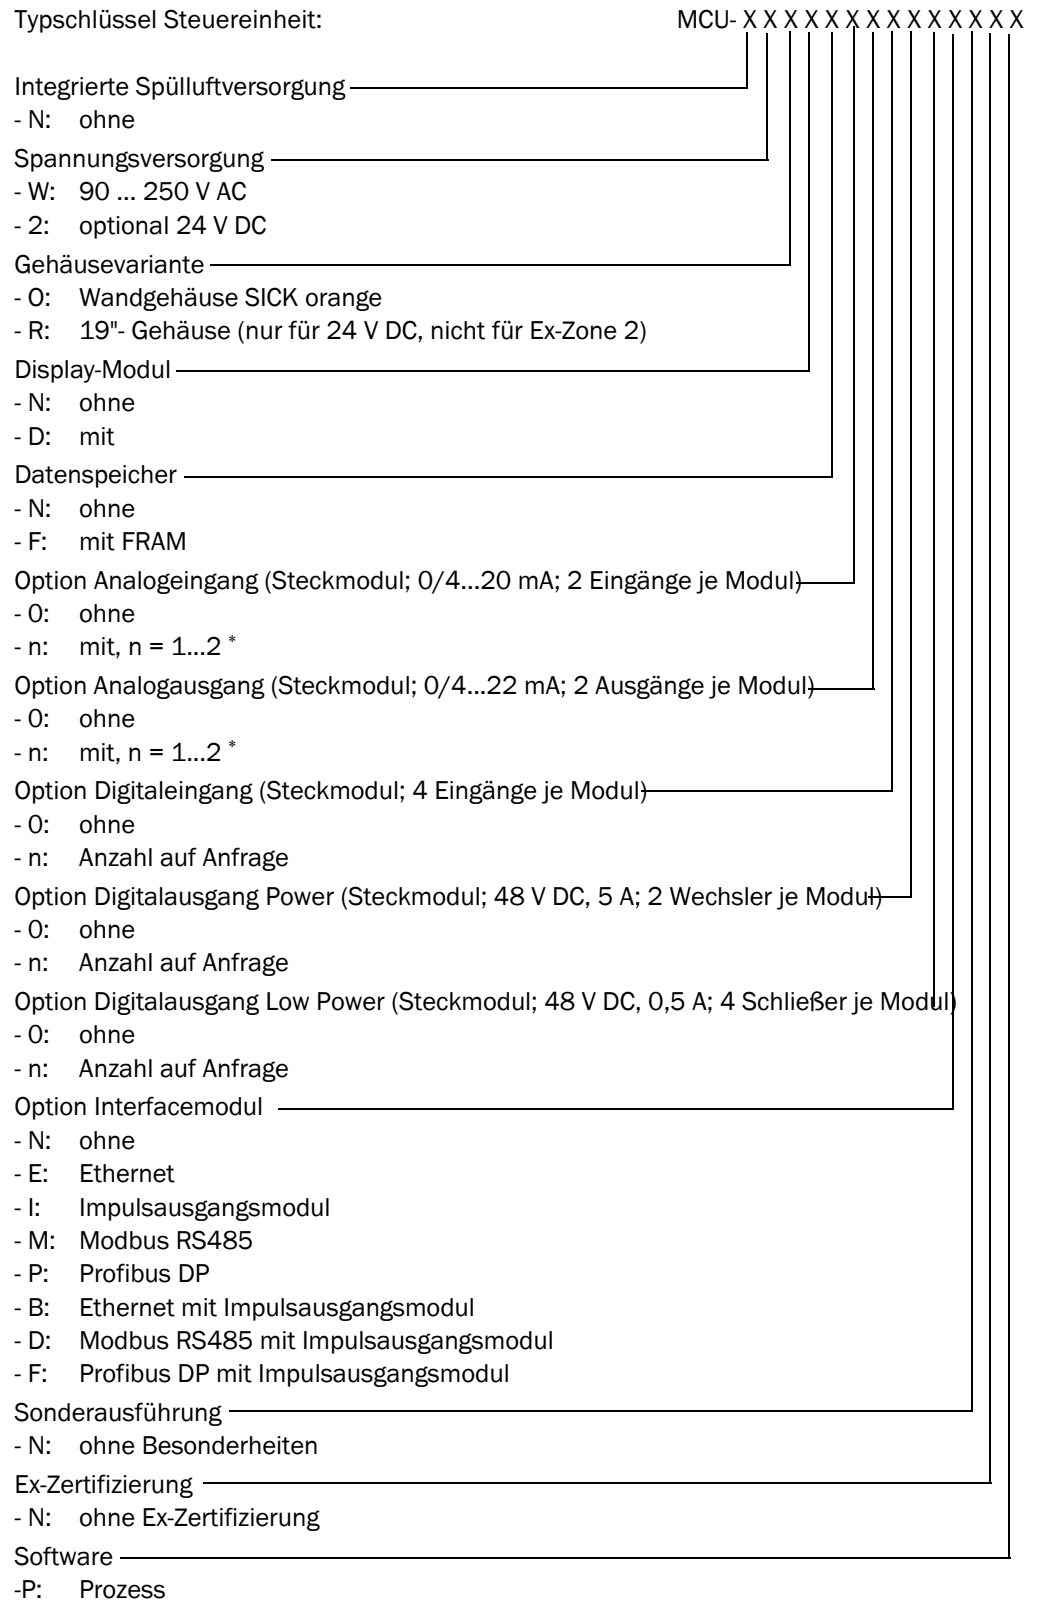 Typschlüssel Steuereinheit: MCU- X X X X X X X X X X X X X X
Integrierte Spülluftversorgung
- N: ohne
Spannungsversorgung
- W: 90 ... 250 V AC
- 2: optional 24 V DC
Gehäusevariante
- O: Wandgehäuse SICK orange
- R: 19"- Gehäuse (nur für 24 V DC, nicht für Ex-Zone 2)
Display-Modul
- N: ohne
- D: mit
Datenspeicher
- N: ohne
- F: mit FRAM
Option Analogeingang (Steckmodul; 0/4...20 mA; 2 Eingänge je Modul)
- 0: ohne
- n: mit, n = 1...2 *
Option Analogausgang (Steckmodul; 0/4...22 mA; 2 Ausgänge je Modul)
- 0: ohne
- n: mit, n = 1...2 *
Option Digitaleingang (Steckmodul; 4 Eingänge je Modul)
- 0: ohne
- n: Anzahl auf Anfrage
Option Digitalausgang Power (Steckmodul; 48 V DC, 5 A; 2 Wechsler je Modul)
- 0: ohne
- n: Anzahl auf Anfrage
Option Digitalausgang Low Power (Steckmodul; 48 V DC, 0,5 A; 4 Schließer je Modul)
- 0: ohne
- n: Anzahl auf Anfrage
Option Interfacemodul
- N: ohne
- E: Ethernet
- I: Impulsausgangsmodul
- M: Modbus RS485
- P: Profibus DP
- B: Ethernet mit Impulsausgangsmodul
- D: Modbus RS485 mit Impulsausgangsmodul
- F: Profibus DP mit Impulsausgangsmodul
Sonderausführung
- N: ohne Besonderheiten
Ex-Zertifizierung
- N: ohne Ex-Zertifizierung
Software
-P: Prozess